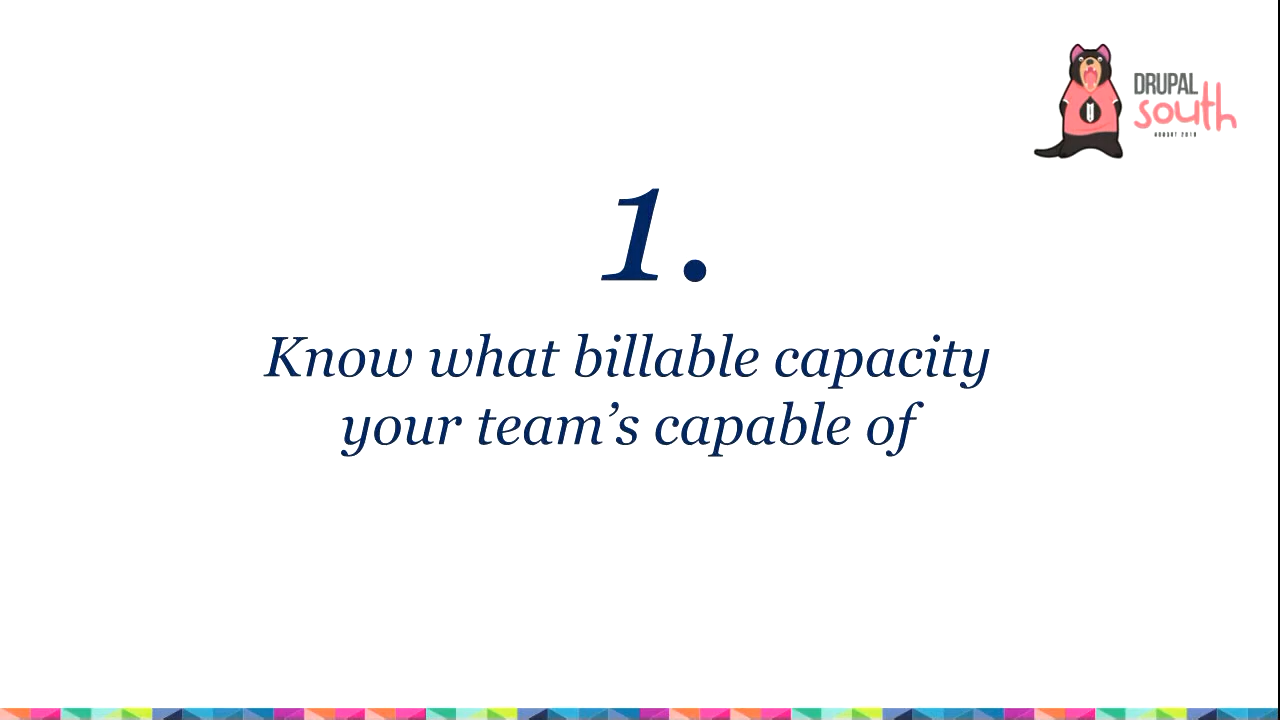 DRUPAL
south
1.
Know what billable capacity
your team’s capable of